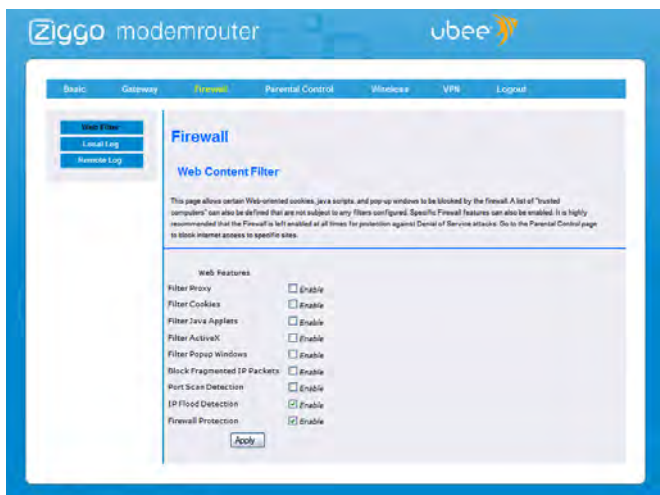 Ziggo modemrouter
ubee
Basic Gateway Firewall Parental Control Wireless VPN Logout
Web Filter
Local Log
Remote Log
Firewall
Web Content Filter
This page allows certain Web-oriented cookies, java scripts, and pop-up windows to be blocked by the firewall. A list of "trusted
computers" can also be defined that are not subject to any filters configured. Specific Firewall features can also be enabled. It is highly
recommended that the Firewall is left enabled at all times for protection against Denial of Service attacks. Go to the Parental Control page
to block internet access to specific sites.
Web Features
Filter Proxy Enable
Filter Cookies Enable
Filter Java Applets Enable
Filter ActiveX Enable
Filter Popup Windows Enable
Block Fragmented IP Packets Enable
Port Scan Detection Enable
IP Flood Detection Enable
Firewall Protection Enable
Apply